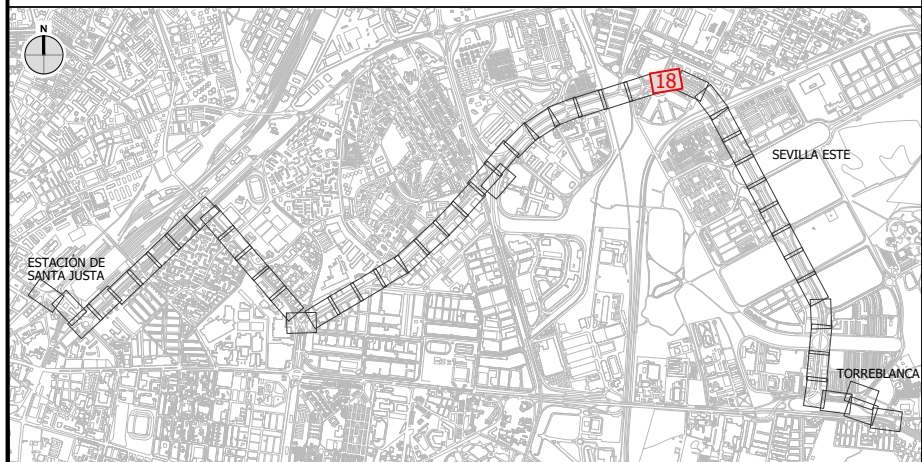 N
18
SEVILLA ESTE
ESTACIÓN DE
SANTA JUSTA
TORREBLANCA